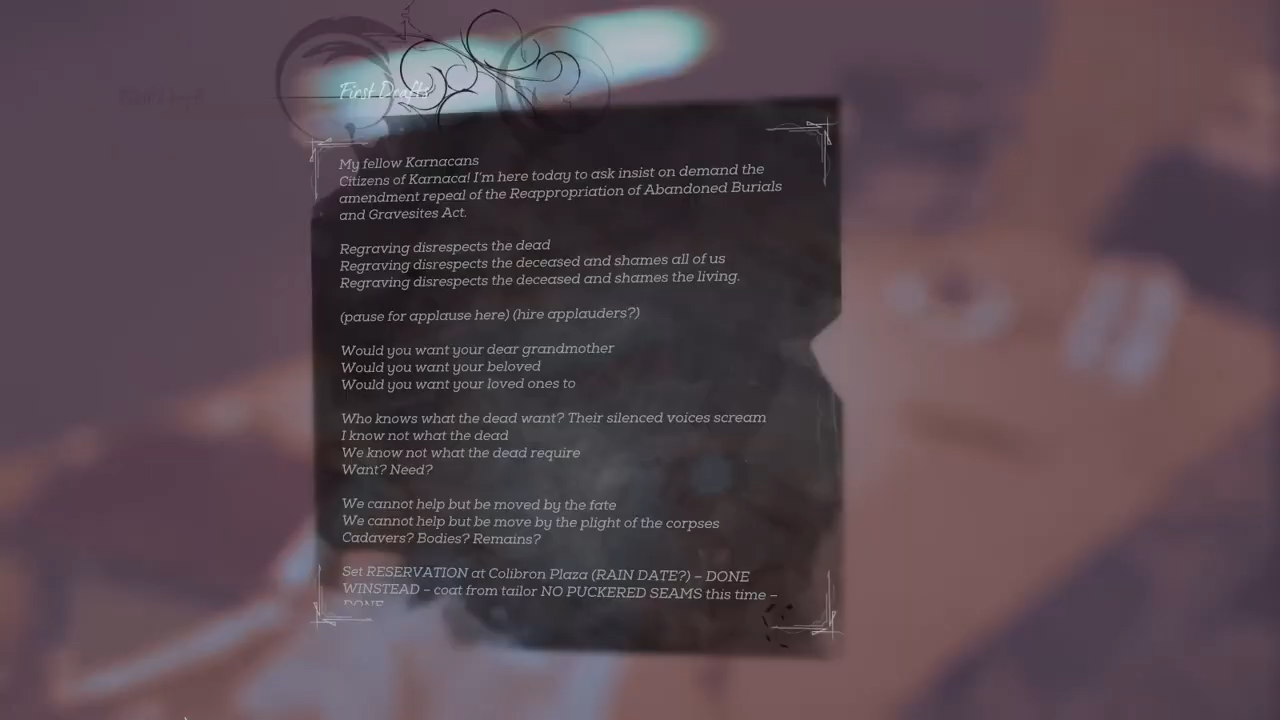 First Drafts
My fellow Karnacans
Citizens of Karnaca! I'm here today to ask insist on demand the
amendment repeal of the Reappropriation of Abandoned Burials
and Gravesites Act.
Regraving disrespects the dead
Regraving disrespects the deceased and shames all of us
Regraving disrespects the deceased and shames the living.
(pause for applause here) (hire applauders?)
Would you want your dear grandmother
Would you want your beloved
Would you want your loved ones to
Who knows what the dead want? Their silenced voices scream
I know not what the dead
We know not what the dead require
Want? Need?
We cannot help but be moved by the fate
We cannot help but be move by the plight of the corpses
Cadavers? Bodies? Remains?
Set RESERVATION at Colibron Plaza (RAIN DATE?) – DONE
WINSTEAD – coat from tailor NO PUCKERED SEAMS this time –
DONE